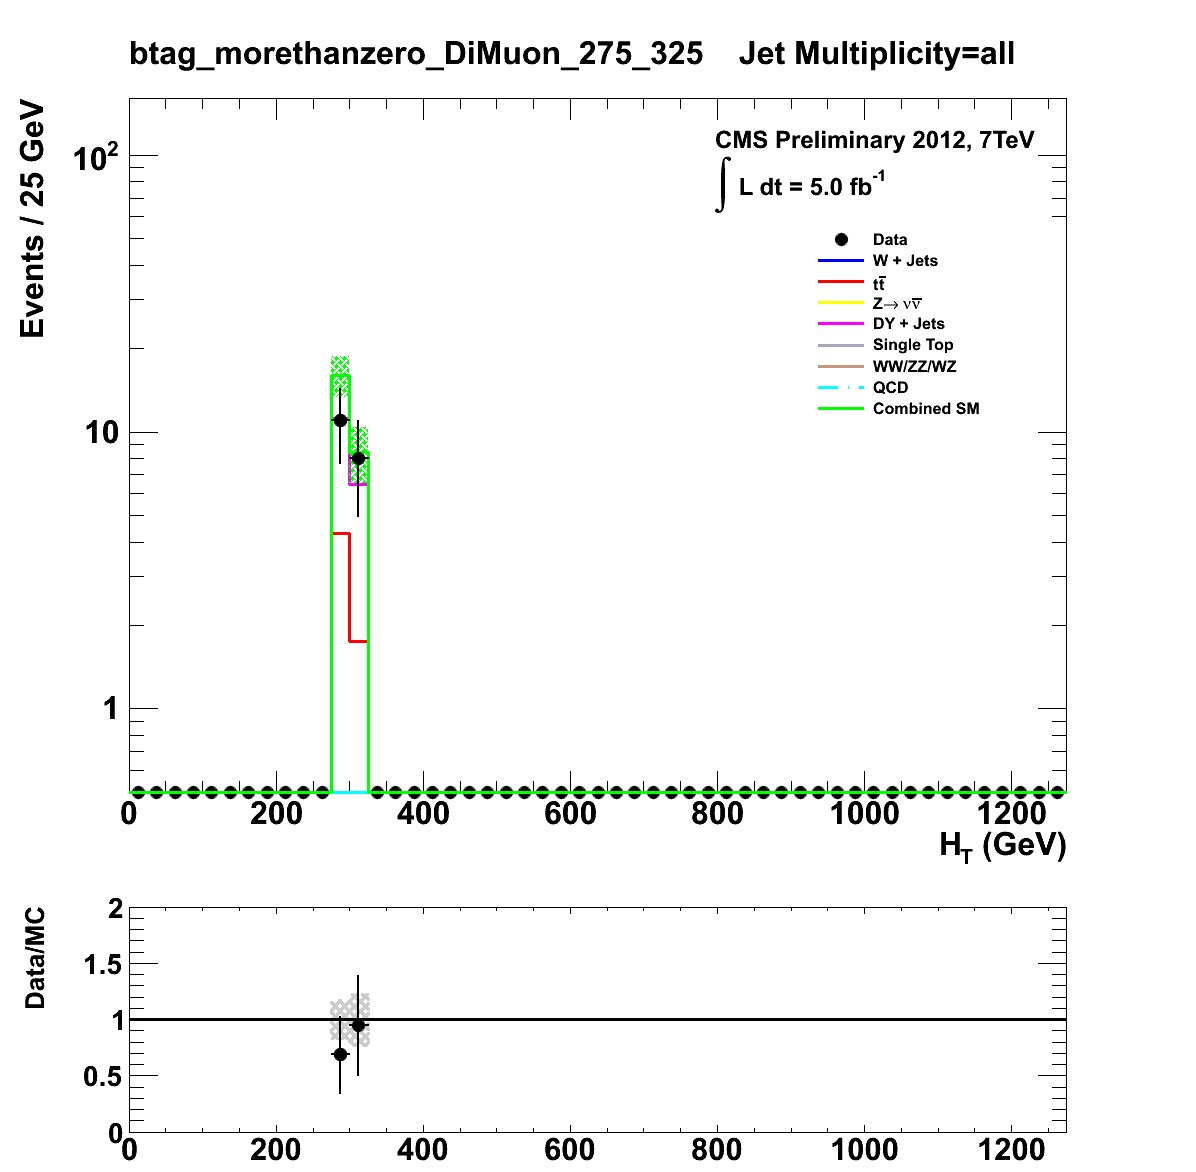 btag_morethanzero_DiMuon_275_325 Jet Multiplicity=all
Events / 25 GeV
CMS Preliminary 2012, 7TeV
∫ L dt = 5.0 fb⁻¹
Data
W + Jets
tt̅
Z→ νν̅
DY + Jets
Single Top
WW/ZZ/WZ
QCD
Combined SM
10²
10
1
0 200 400 600 800 1000 1200
H_T (GeV)
Data/MC
2
1.5
1
0.5
0
0 200 400 600 800 1000 1200